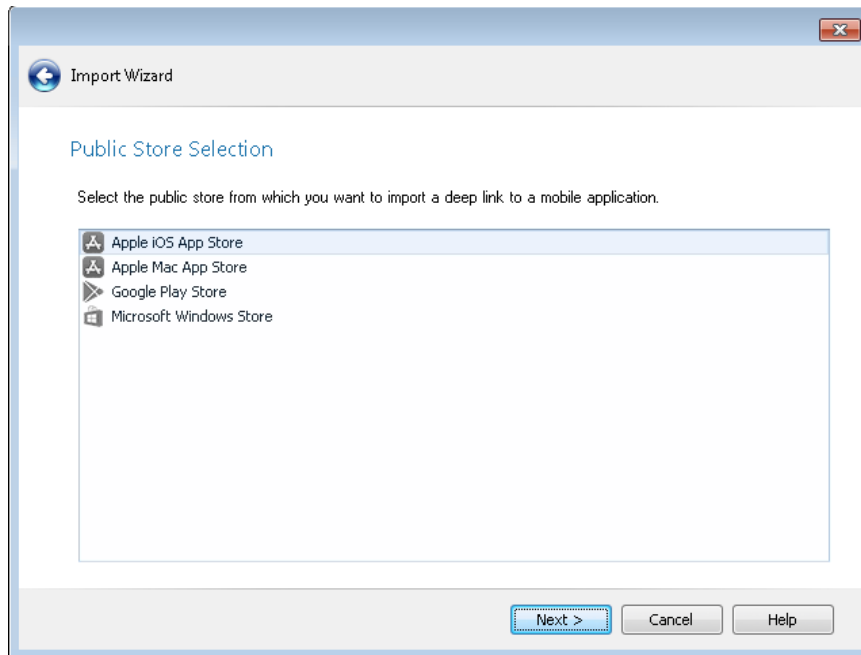 Import Wizard
Public Store Selection
Select the public store from which you want to import a deep link to a mobile application.
Apple iOS App Store
Apple Mac App Store
Google Play Store
Microsoft Windows Store
Next >
Cancel
Help